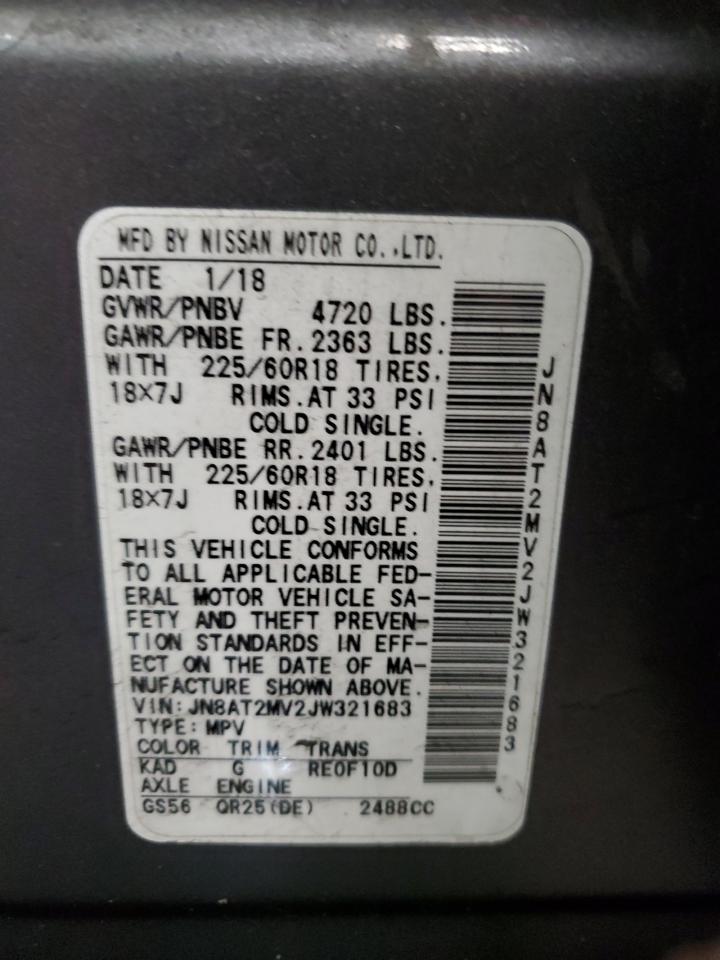 MFD BY NISSAN MOTOR CO.,LTD.
DATE 1/18
GVWR/PNBV 4720 LBS.
GAWR/PNBE FR. 2363 LBS.
WITH 225/60R18 TIRES,
18X7J RIMS.AT 33 PSI
COLD SINGLE.
GAWR/PNBE RR. 2401 LBS.
WITH 225/60R18 TIRES,
18X7J RIMS.AT 33 PSI
COLD SINGLE.
THIS VEHICLE CONFORMS
TO ALL APPLICABLE FED-
ERAL MOTOR VEHICLE SA-
FETY AND THEFT PREVEN-
TION STANDARDS IN EFF-
ECT ON THE DATE OF MA-
NUFACTURE SHOWN ABOVE.
VIN: JN8AT2MV2JW321683
TYPE: MPV
COLOR TRIM TRANS
KAD G RE0F10D
AXLE ENGINE
GS56 QR25(DE) 2488CC
JN8AT2MV2JW321683